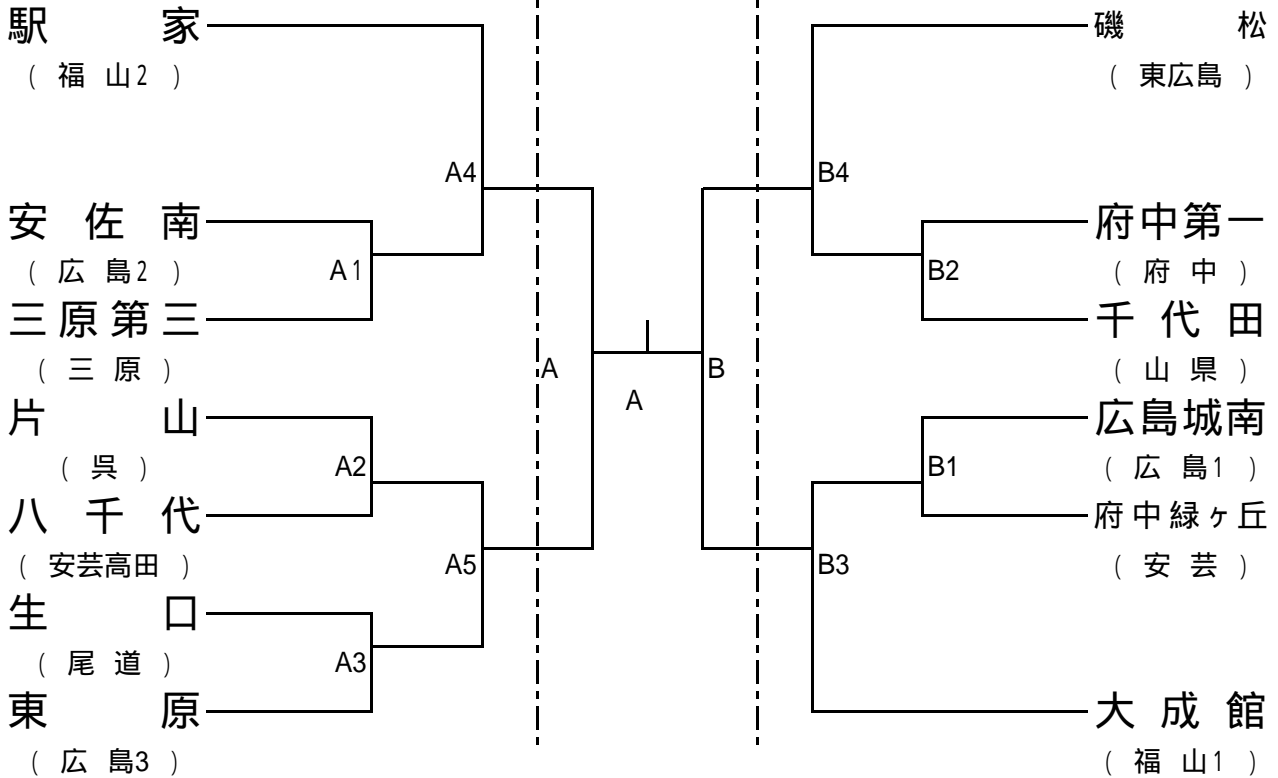 駅 家
( 福 山2 )
A4
安 佐 南
( 広 島2 )
A1
三原第三
( 三 原 )
片 山
( 呉 )
A2
八 千 代
( 安芸高田 )
A5
生 口
( 尾 道 )
A3
東 原
( 広 島3 )
A
A
B
磯 松
( 東広島 )
B4
府中第一
( 府 中 )
B2
千 代 田
( 山 県 )
広島城南
( 広 島1 )
B1
府中緑ヶ丘
( 安 芸 )
B3
大 成 館
( 福 山1 )